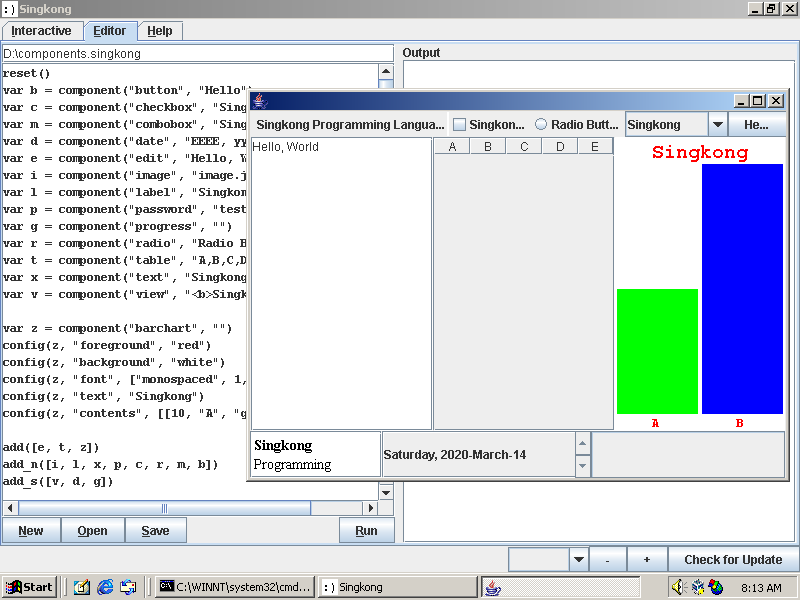 :) Singkong
Interactive Editor Help
D:\components.singkong
Output
reset()
var b = component("button", "Hello")
var c = component("checkbox", "Sing
var m = component("combobox", "Sing
var d = component("date", "EEEE, yy
var e = component("edit", "Hello, W
var i = component("image", "image.j
var l = component("label", "Singkon
var p = component("password", "test
var g = component("progress", "")
var r = component("radio", "Radio B
var t = component("table", "A,B,C,D
var x = component("text", "Singkong
var v = component("view", "<b>Singk
var z = component("barchart", "")
config(z, "foreground", "red")
config(z, "background", "white")
config(z, "font", ["monospaced", 1,
config(z, "text", "Singkong")
config(z, "contents", [[10, "A", "g
add([e, t, z])
add_n([i, l, x, p, c, r, m, b])
add_s([v, d, g])
Singkong Programming Langua... Singkon... Radio Butt... Singkong He...
Hello, World
A B C D E
Singkong
A B
Singkong
Programming
Saturday, 2020-March-14
New Open Save Run
- + Check for Update
Start C:\WINNT\system32\cmd... :) Singkong 8:13 AM